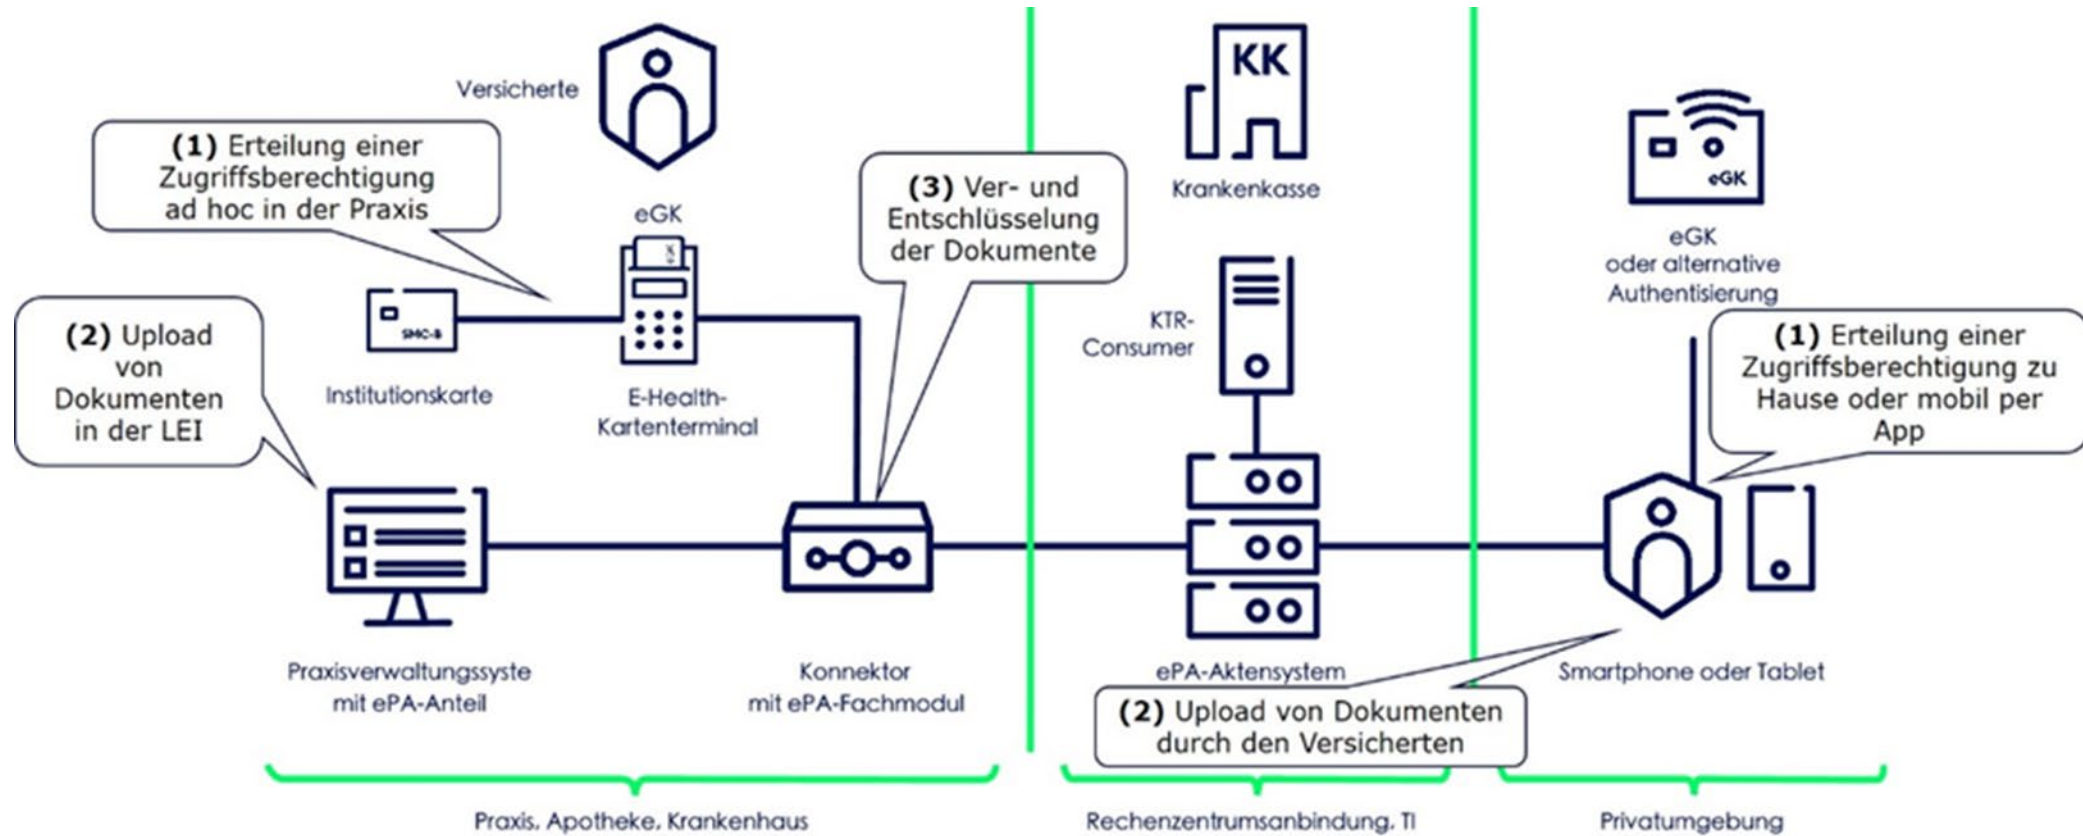 Versicherte
(1) Erteilung einer
Zugriffsberechtigung
ad hoc in der Praxis
eGK
SMC-B
Institutionskarte
E-Health-
Kartenterminal
(2) Upload
von
Dokumenten
in der LEI
(3) Ver- und
Entschlüsselung
der Dokumente
Praxisverwaltungssyste
mit ePA-Anteil
Konnektor
mit ePA-Fachmodul
Praxis, Apotheke, Krankenhaus
KK
Krankenkasse
KTR-
Consumer
ePA-Aktensystem
(2) Upload von Dokumenten
durch den Versicherten
Rechenzentrumsanbindung, TI
eGK
eGK
oder alternative
Authentisierung
(1) Erteilung einer
Zugriffsberechtigung zu
Hause oder mobil per
App
Smartphone oder Tablet
Privatumgebung